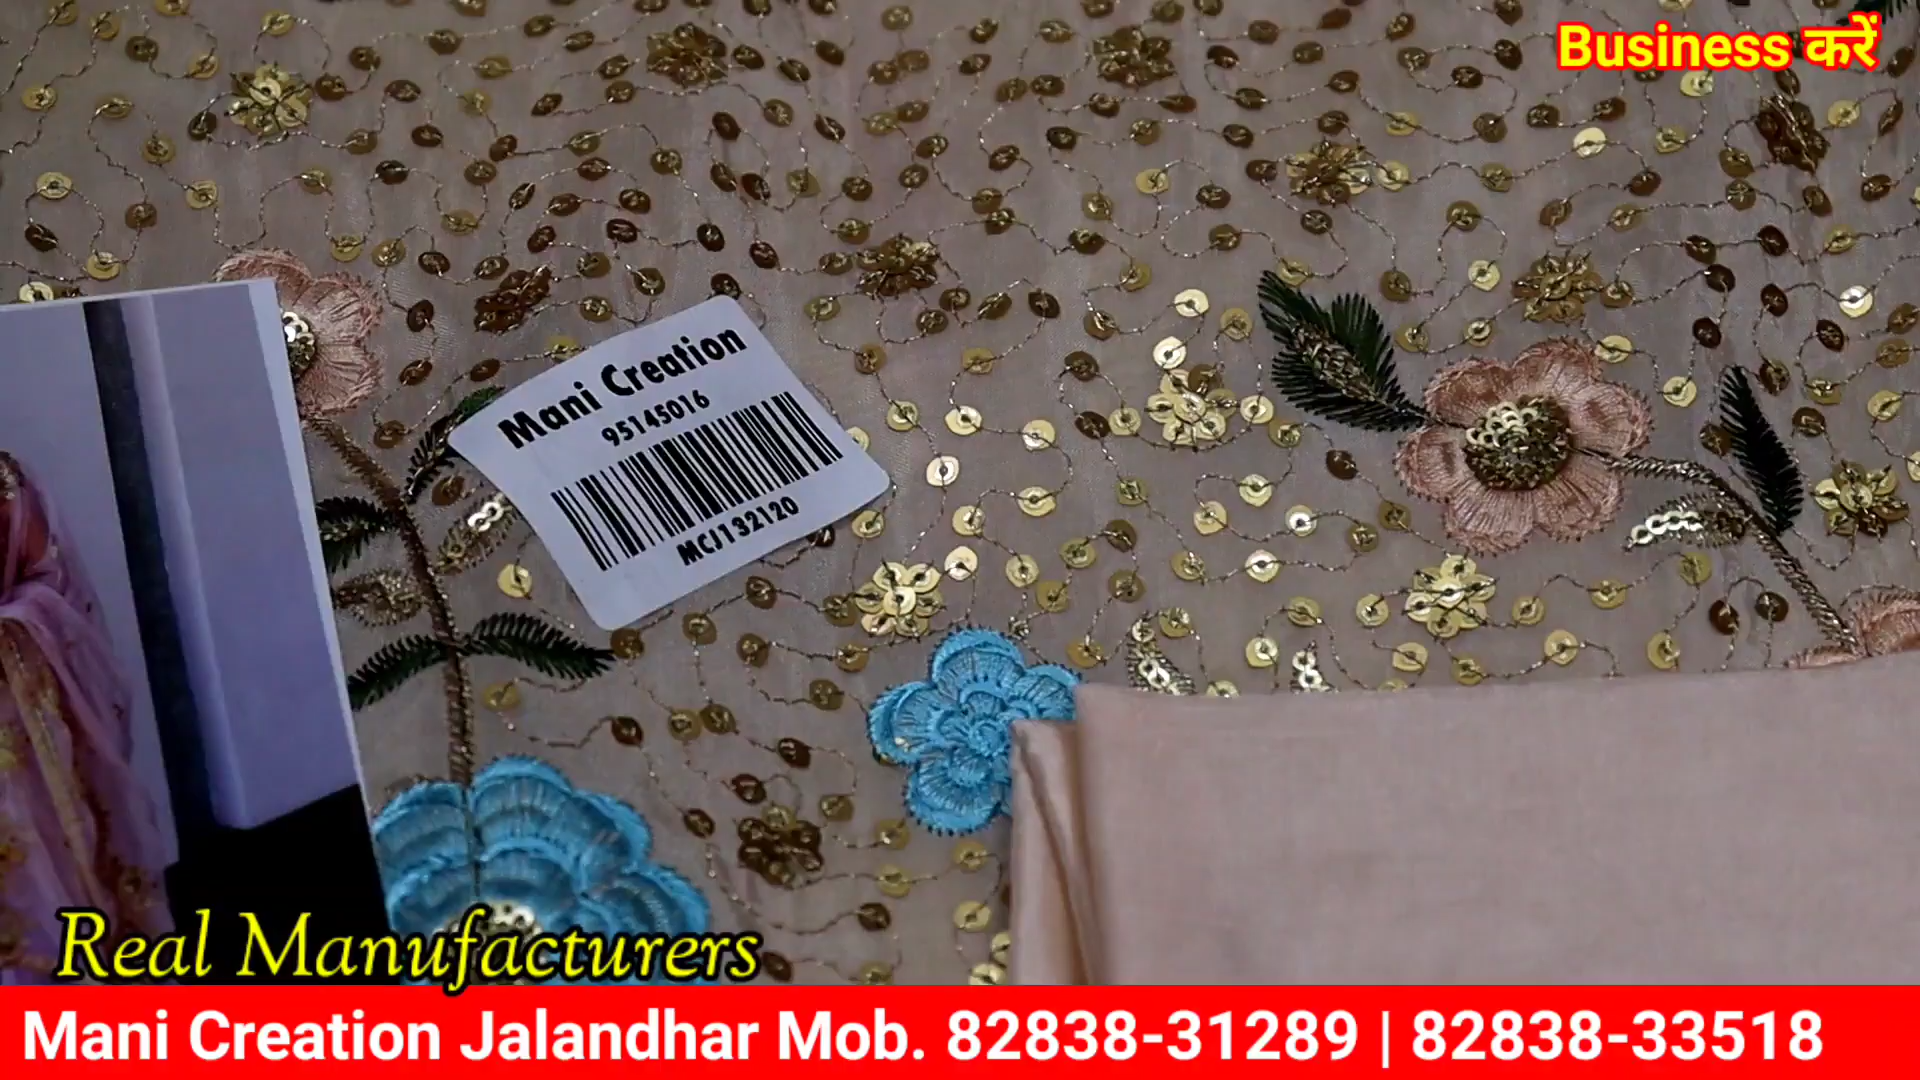 Business करें
Mani Creation
95145016
MCJ132120
Real Manufacturers
Mani Creation Jalandhar Mob. 82838-31289 | 82838-33518